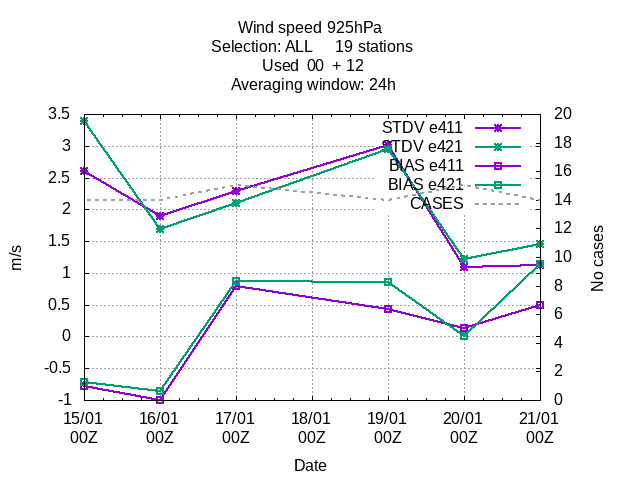 Wind speed 925hPa
Selection: ALL 19 stations
Used 00 + 12
Averaging window: 24h
3.5
3
2.5
2
1.5
1
0.5
0
-0.5
-1
m/s
STDV e411
STDV e421
BIAS e411
BIAS e421
CASES
20
18
16
14
12
10
8
6
4
2
0
No cases
15/01 16/01 17/01 18/01 19/01 20/01 21/01
00Z 00Z 00Z 00Z 00Z 00Z 00Z
Date